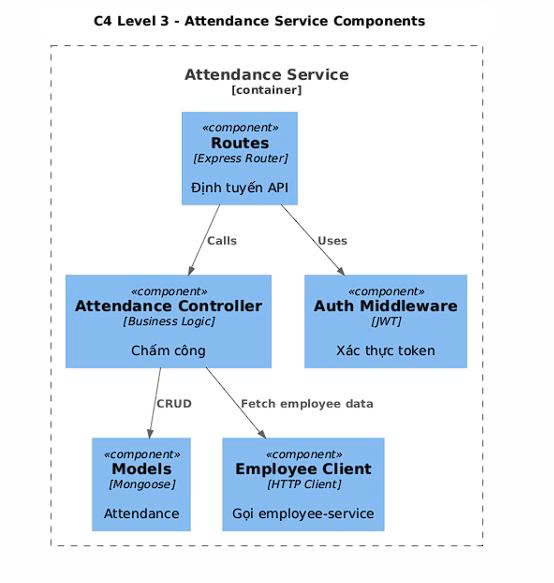 C4 Level 3 - Attendance Service Components
Attendance Service
[container]
«component»
Routes
[Express Router]
Định tuyến API
Calls
Uses
«component»
Attendance Controller
[Business Logic]
Chấm công
«component»
Auth Middleware
[JWT]
Xác thực token
CRUD
Fetch employee data
«component»
Models
[Mongoose]
Attendance
«component»
Employee Client
[HTTP Client]
Gọi employee-service